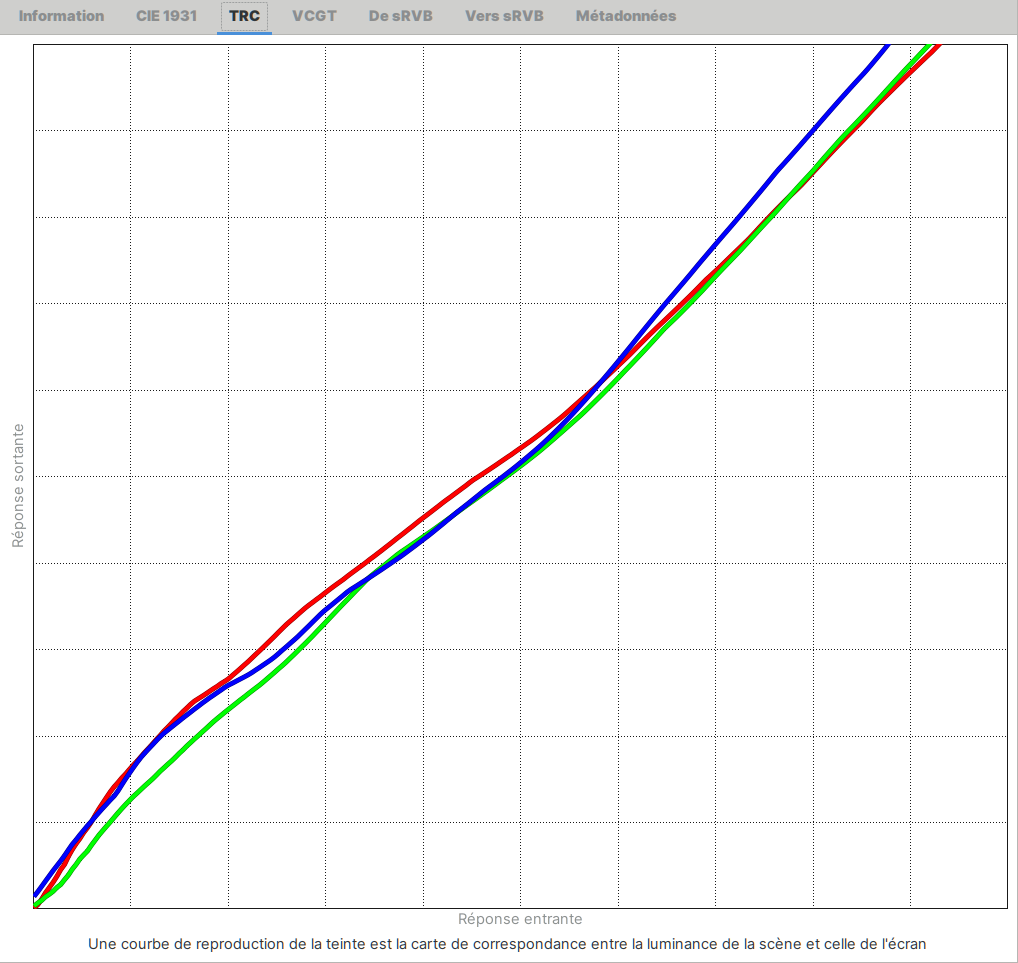 Information CIE 1931 TRC VCGT De sRVB Vers sRVB Métadonnées
Réponse sortante
Réponse entrante
Une courbe de reproduction de la teinte est la carte de correspondance entre la luminance de la scène et celle de l'écran